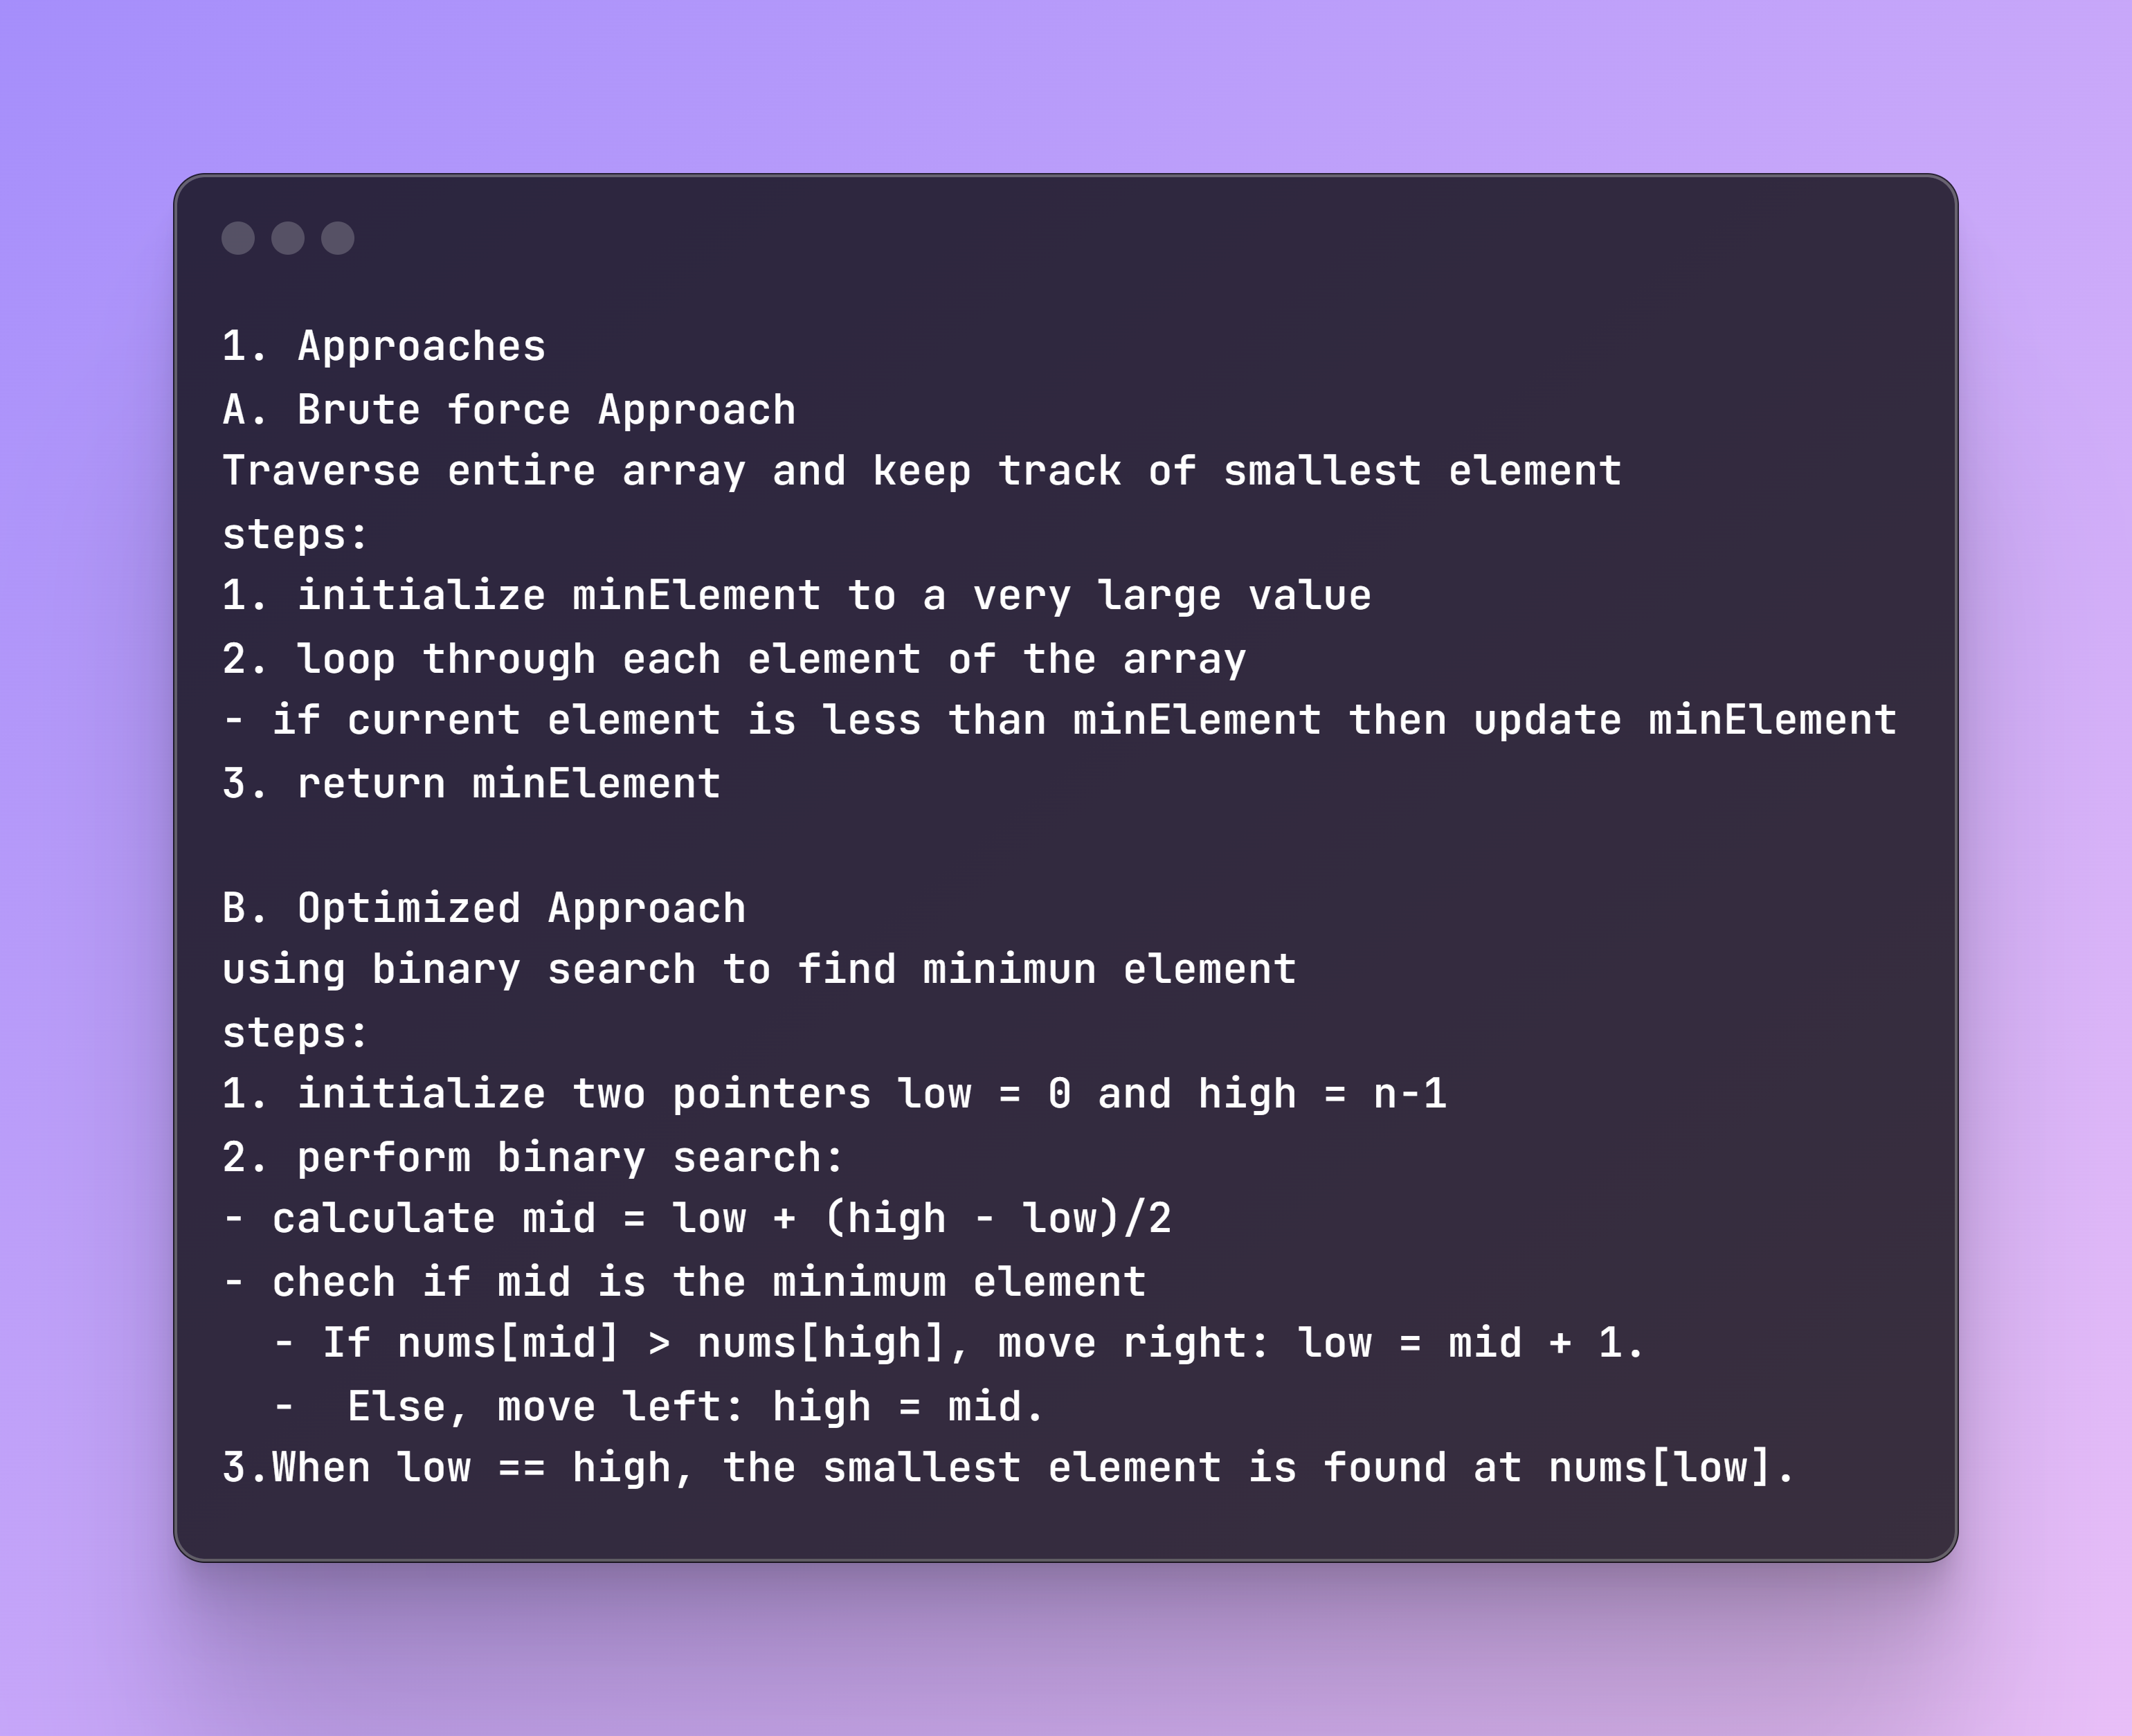 1. Approaches
A. Brute force Approach
Traverse entire array and keep track of smallest element
steps:
1. initialize minElement to a very large value
2. loop through each element of the array
- if current element is less than minElement then update minElement
3. return minElement

B. Optimized Approach
using binary search to find minimun element
steps:
1. initialize two pointers low = 0 and high = n-1
2. perform binary search:
- calculate mid = low + (high - low)/2
- chech if mid is the minimum element
  - If nums[mid] > nums[high], move right: low = mid + 1.
  -  Else, move left: high = mid.
3.When low == high, the smallest element is found at nums[low].